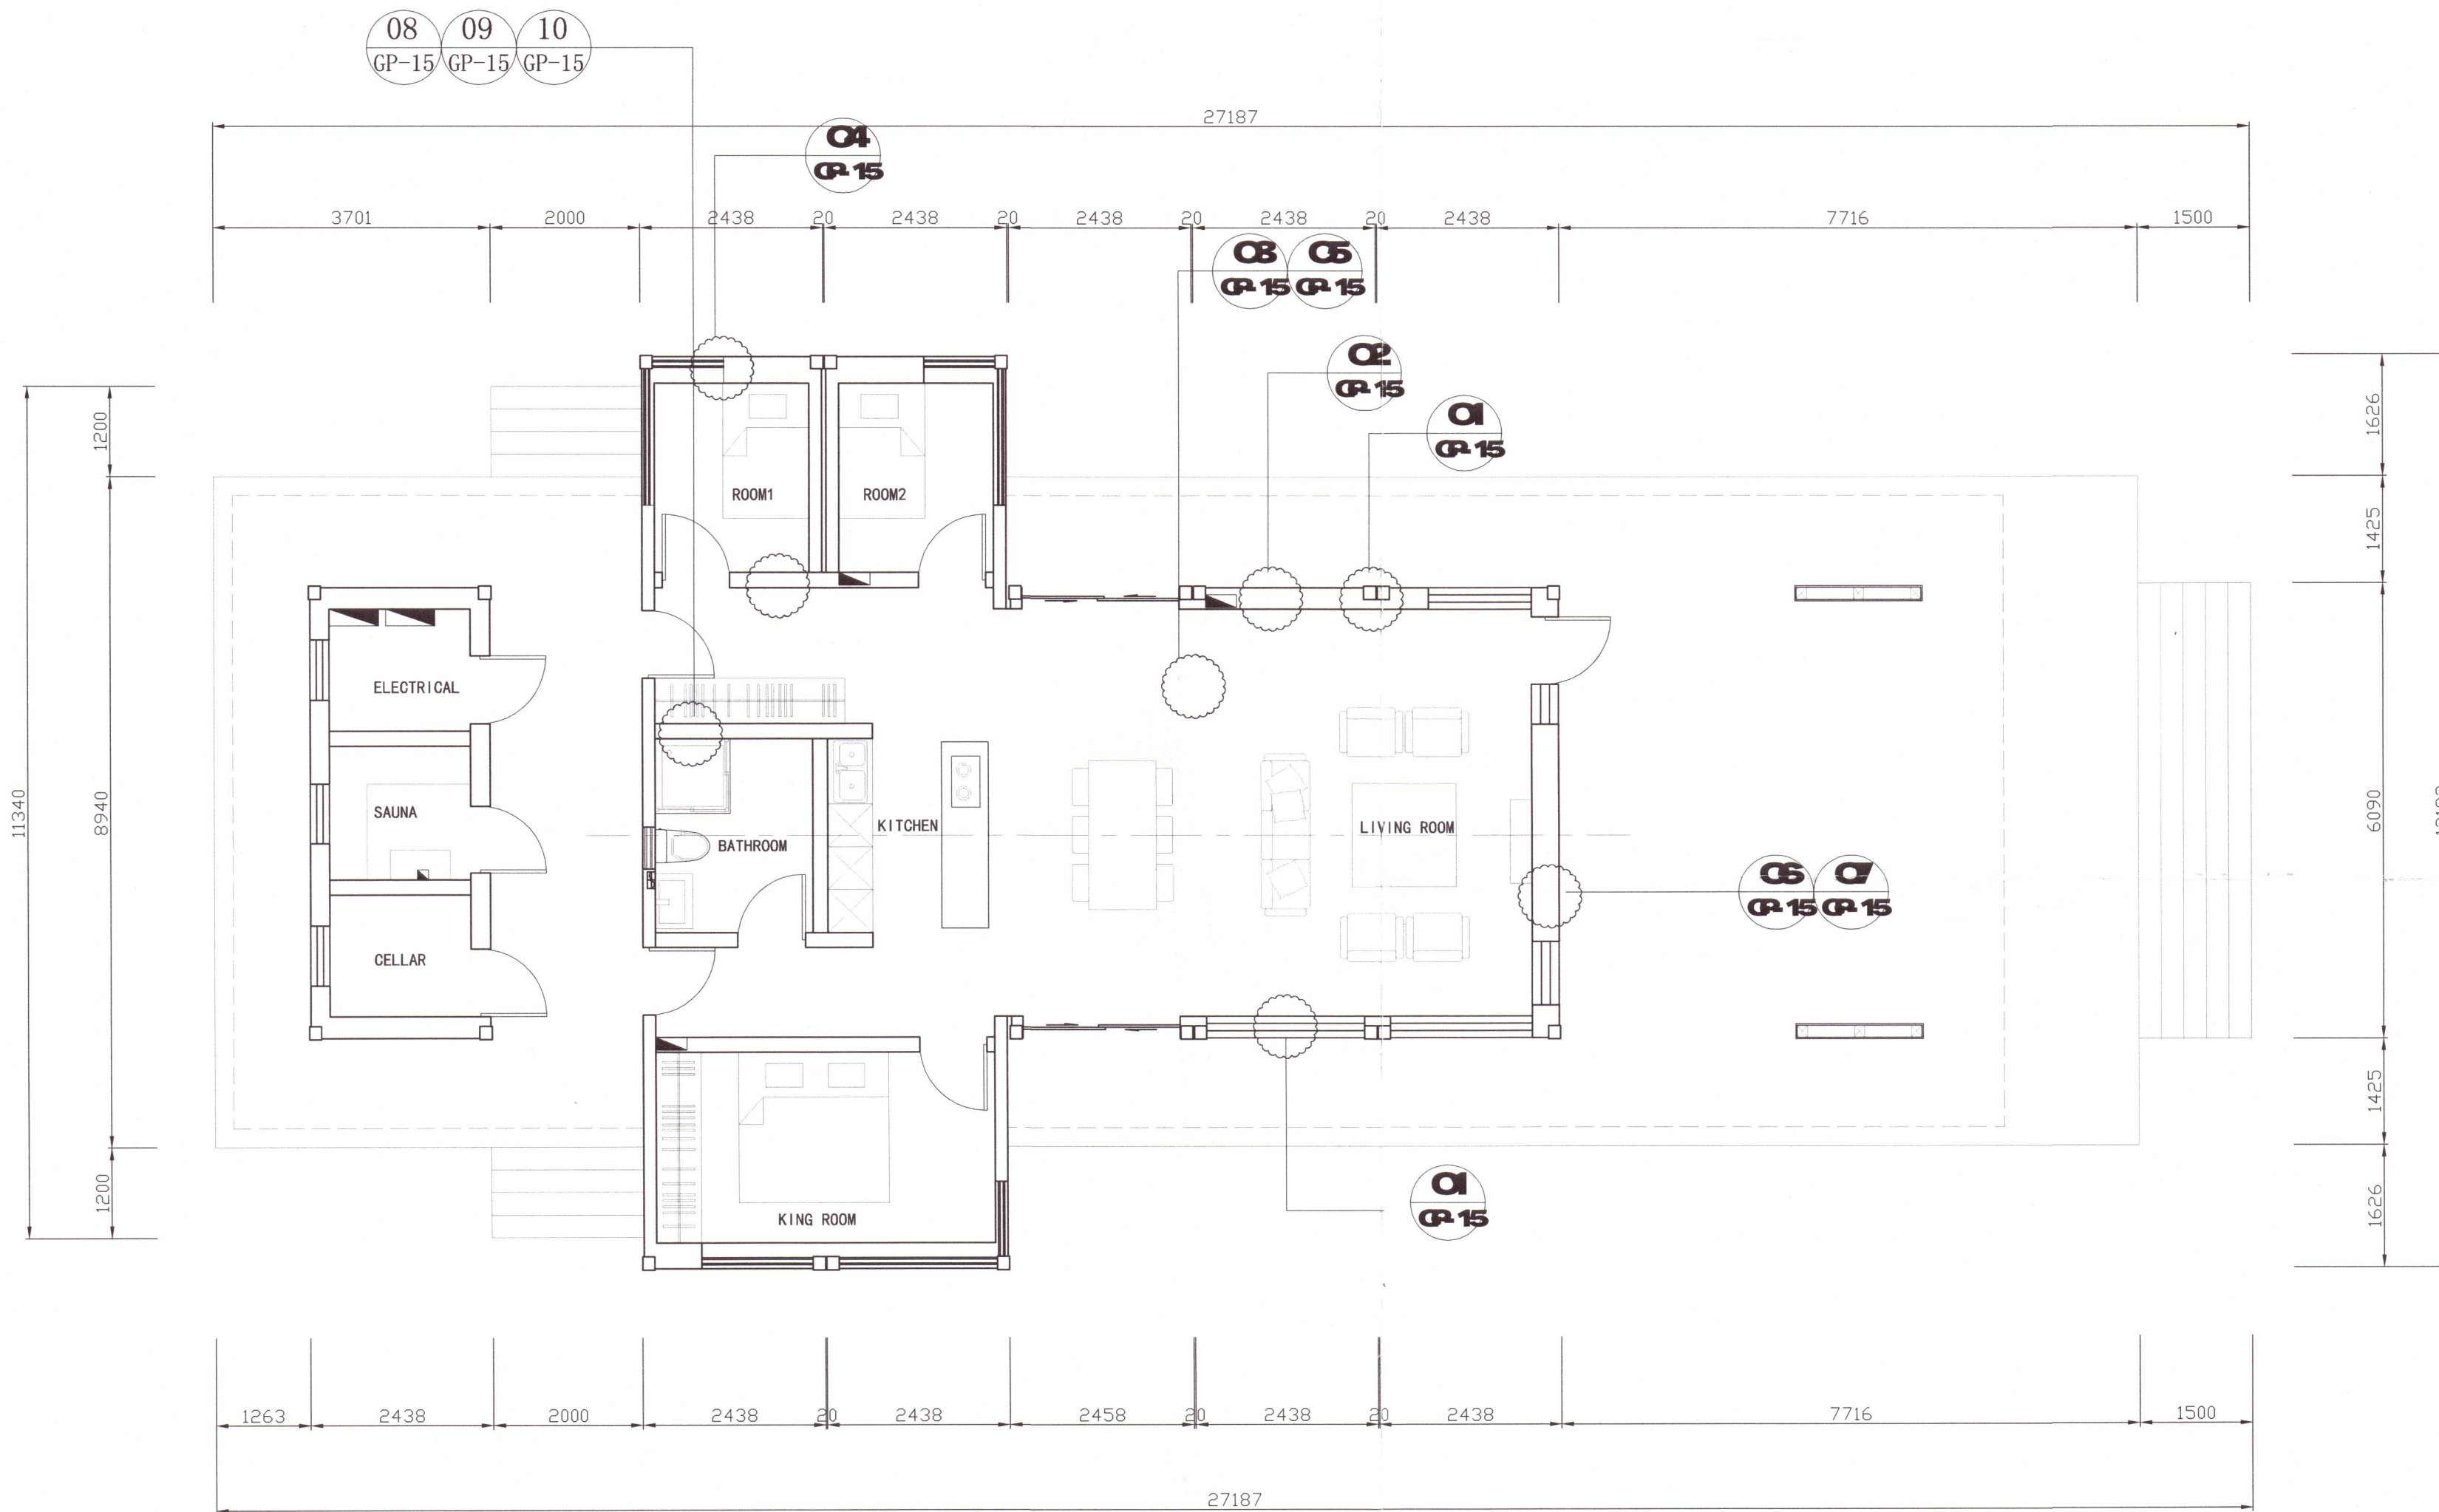 08 09 10
GP-15 GP-15 GP-15
27187
04
GP-15
3701 2000 2438 20 2438 20 2438 20 2438 20 2438 7716 1500
03 05
GP-15 GP-15
02
GP-15
01
GP-15
1200
1626
1425
ROOM1 ROOM2
ELECTRICAL
11340
8940
6090
SAUNA
KITCHEN
LIVING ROOM
BATHROOM
06 07
GP-15 GP-15
CELLAR
1425
1200
1626
01
GP-15
KING ROOM
1263 2438 2000 2438 20 2438 2458 20 2438 20 2438 7716 1500
27187